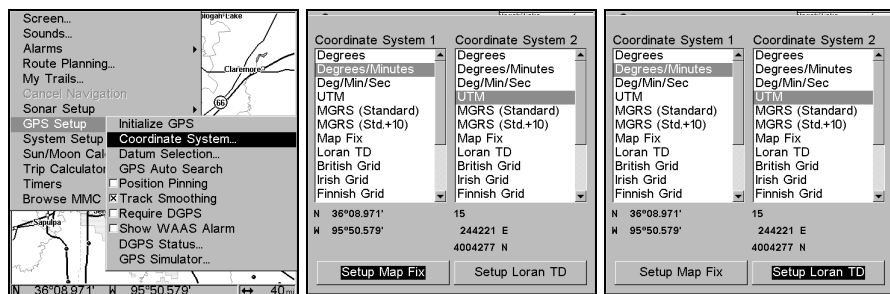 Screen...
Sounds...
Alarms
Route Planning...
My Trails...
Cancel Navigation
Sonar Setup
GPS Setup
System Setup
Sun/Moon Cal
Trip Calculator
Timers
Browse MMC
Initialize GPS
Coordinate System...
Datum Selection...
GPS Auto Search
Position Pinning
Track Smoothing
Require DGPS
Show WAAS Alarm
DGPS Status...
GPS Simulator...
Claremore
66
Sapulpa
N 36°08.971' W 95°50.579' ↔ 40 mi
Coordinate System 1
Degrees
Degrees/Minutes
Deg/Min/Sec
UTM
MGRS (Standard)
MGRS (Std.+10)
Map Fix
Loran TD
British Grid
Irish Grid
Finnish Grid
N 36°08.971'
W 95°50.579'
Coordinate System 2
Degrees
Degrees/Minutes
Deg/Min/Sec
UTM
MGRS (Standard)
MGRS (Std.+10)
Map Fix
Loran TD
British Grid
Irish Grid
Finnish Grid
15
244221 E
4004277 N
Setup Map Fix
Setup Loran TD
Coordinate System 1
Degrees
Degrees/Minutes
Deg/Min/Sec
UTM
MGRS (Standard)
MGRS (Std.+10)
Map Fix
Loran TD
British Grid
Irish Grid
Finnish Grid
N 36°08.971'
W 95°50.579'
Coordinate System 2
Degrees
Degrees/Minutes
Deg/Min/Sec
UTM
MGRS (Standard)
MGRS (Std.+10)
Map Fix
Loran TD
British Grid
Irish Grid
Finnish Grid
15
244221 E
4004277 N
Setup Map Fix
Setup Loran TD